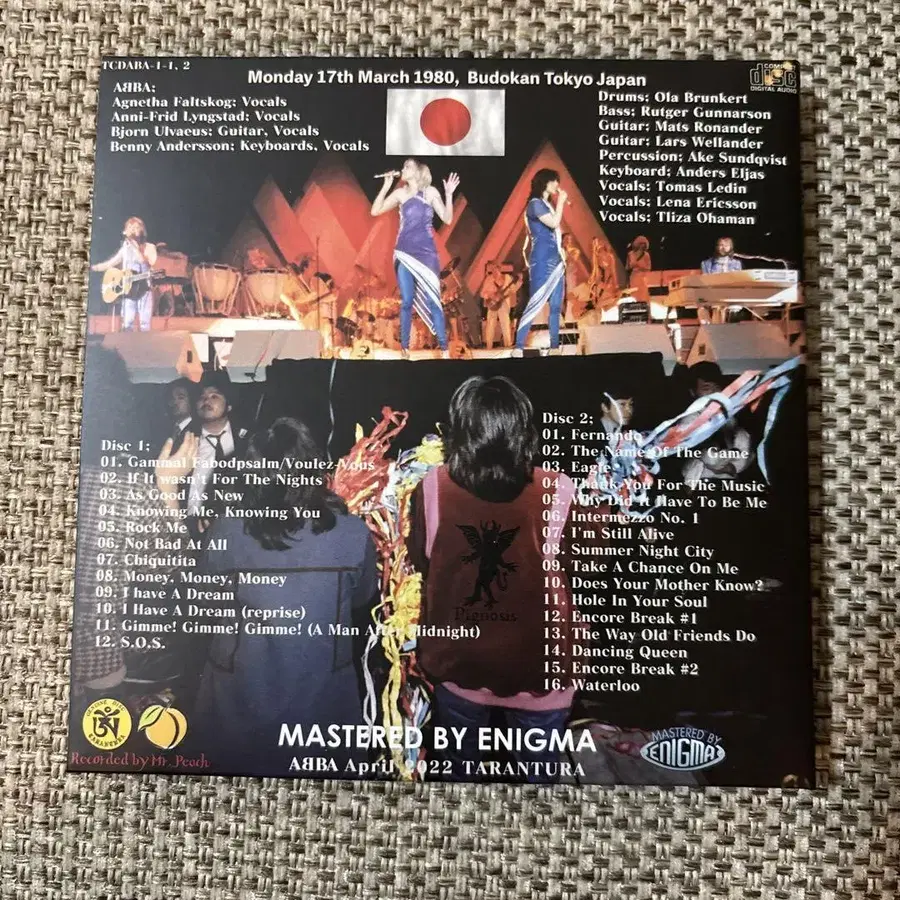 TCDABA-1-1, 2
COMPACT
disc
DIGITAL AUDIO
Monday 17th March 1980, Budokan Tokyo Japan
AᗺBA;
Agnetha Faltskog; Vocals
Anni-Frid Lyngstad; Vocals
Bjorn Ulvaeus; Guitar, Vocals
Benny Andersson; Keyboards, Vocals
Drums; Ola Brunkert
Bass; Rutger Gunnarson
Guitar; Mats Ronander
Guitar; Lars Wellander
Percussion; Ake Sundqvist
Keyboard; Anders Eljas
Vocals; Tomas Ledin
Vocals; Lena Ericsson
Vocals; Tliza Ohaman
Disc 1;
01. Gammal Fabodpsalm/Voulez-Vous
02. If It wasn't For The Nights
03. As Good As New
04. Knowing Me, Knowing You
05. Rock Me
06. Not Bad At All
07. Chiquitita
08. Money, Money, Money
09. I have A Dream
10. I Have A Dream (reprise)
11. Gimme! Gimme! Gimme! (A Man After Midnight)
12. S.O.S.
Disc 2;
01. Fernando
02. The Name Of The Game
03. Eagle
04. Thank You For The Music
05. Why Did It Have To Be Me
06. Intermezzo No. 1
07. I'm Still Alive
08. Summer Night City
09. Take A Chance On Me
10. Does Your Mother Know?
11. Hole In Your Soul
12. Encore Break #1
13. The Way Old Friends Do
14. Dancing Queen
15. Encore Break #2
16. Waterloo
TARANTURA
Recorded by Mr. Peach
MASTERED BY ENIGMA
AᗺBA April 2022 TARANTURA
MASTERED BY
ENIGMA